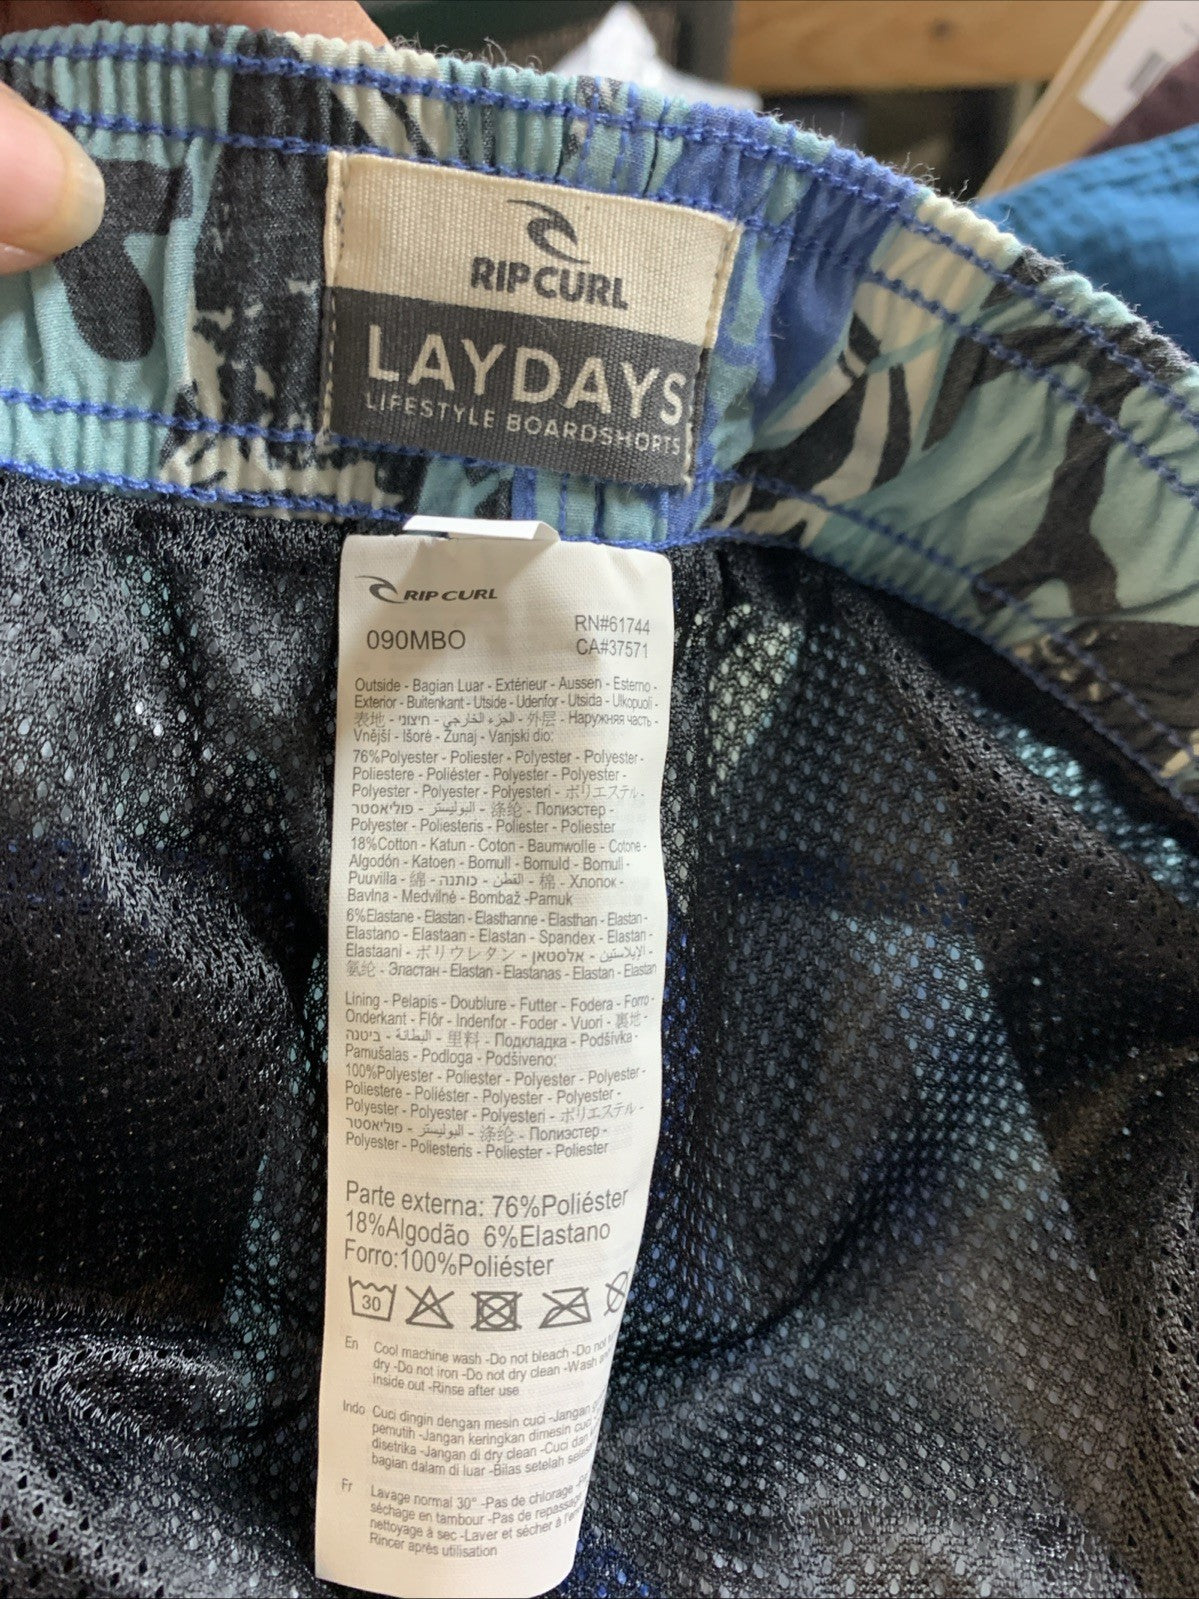 RIP CURL
LAYDAYS
LIFESTYLE BOARDSHORTS
RIP CURL
090MBO
RN#61744
CA#37571
Outside - Bagian Luar - Extérieur - Aussen - Esterno -
Exterior - Buitenkant - Utside - Udenfor - Utsida - Ulkopuoli -
表地 - חיצוני - الجزء الخارجي - 外层 - Наружняя часть -
Vnější - Išorė - Zunaj - Vanjski dio:
76%Polyester - Poliester - Polyester - Polyester -
Poliestere - Poliéster - Polyester - Polyester -
Polyester - Polyester - Polyesteri - ポリエステル -
פוליאסטר - البوليستر - 涤纶 - Полиэстер -
Polyester - Poliesteris - Poliester - Poliester
18%Cotton - Katun - Coton - Baumwolle - Cotone -
Algodón - Katoen - Bomull - Bomuld - Bomull -
Puuvilla - 綿 - כותנה - القطن - 棉 - Хлопок -
Bavlna - Medvilnė - Bombaž -Pamuk
6%Elastane - Elastan - Elasthanne - Elasthan - Elastan -
Elastano - Elastaan - Elastan - Spandex - Elastan -
Elastaani - ポリウレタン - אלסטאן - الإيلاستين -
氨纶 - Эластан - Elastan - Elastanas - Elastan - Elastan
Lining - Pelapis - Doublure - Futter - Fodera - Forro -
Onderkant - Fôr - Indenfor - Foder - Vuori - 裏地 -
ביטנה - البطانة - 里料 - Подкладка - Podšívka -
Pamušalas - Podloga - Podšiveno:
100%Polyester - Poliester - Polyester - Polyester -
Poliestere - Poliéster - Polyester - Polyester -
Polyester - Polyester - Polyesteri - ポリエステル -
פוליאסטר - البوليستر - 涤纶 - Полиэстер -
Polyester - Poliesteris - Poliester - Poliester
Parte externa: 76%Poliéster
18%Algodão 6%Elastano
Forro:100%Poliéster
30
En Cool machine wash -Do not bleach -Do not
dry -Do not iron -Do not dry clean -Wash
inside out -Rinse after use
Indo Cuci dingin dengan mesin cuci -Jangan
pemutih -Jangan keringkan dimesin cuci
disetrika -Jangan di dry clean -Cuci dan
bagian dalam di luar -Bilas setelah
Fr Lavage normal 30° -Pas de chlorage
séchage en tambour -Pas de repassage
nettoyage à sec -Laver et sécher à
Rincer après utilisation